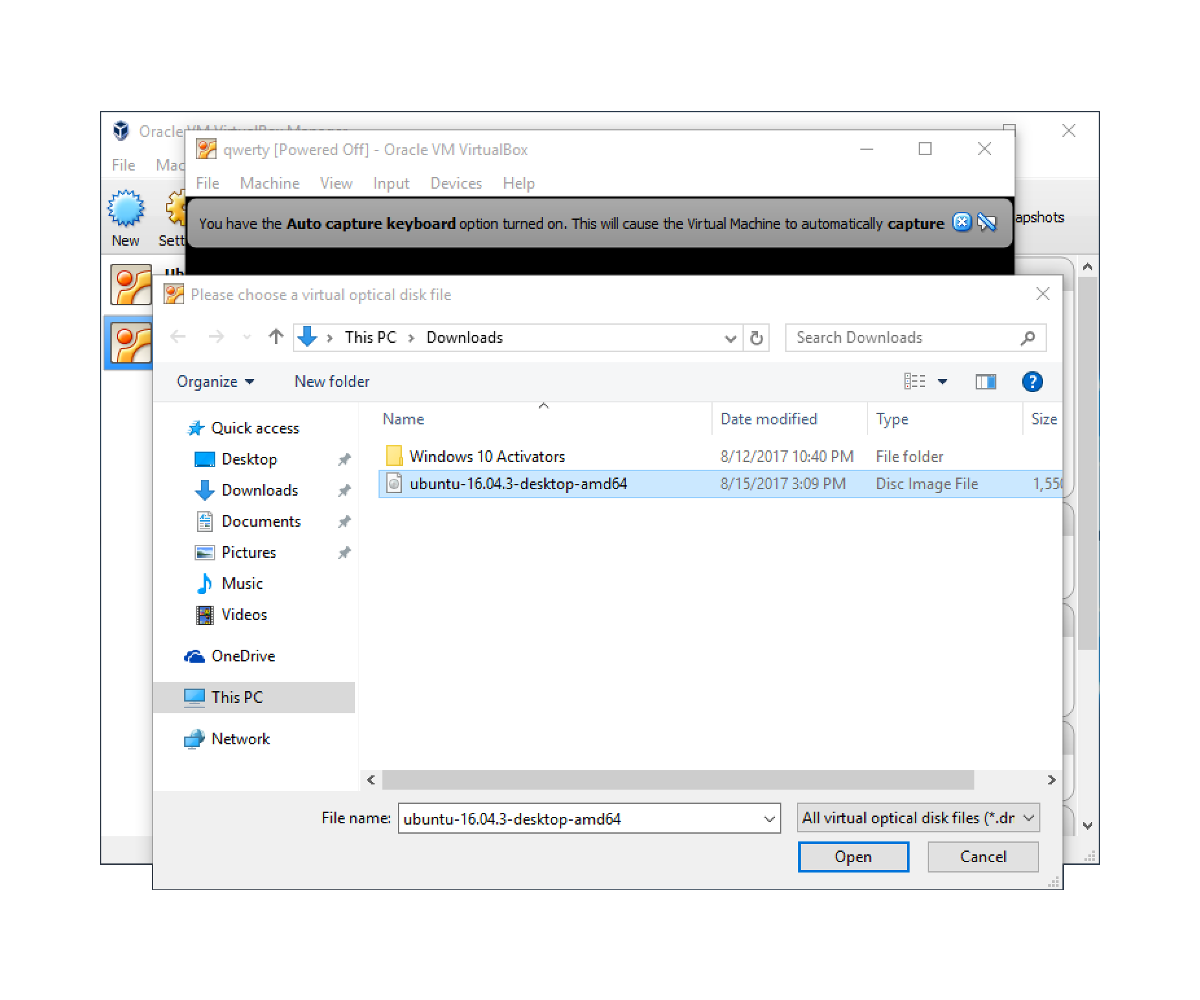 Oracle VM VirtualBox Manager
File
qwerty [Powered Off] - Oracle VM VirtualBox
File Machine View Input Devices Help
New
You have the Auto capture keyboard option turned on. This will cause the Virtual Machine to automatically capture
Please choose a virtual optical disk file
This PC > Downloads
Search Downloads
Organize New folder
?
Name Date modified Type Size
Quick access
Desktop
Downloads
Documents
Pictures
Music
Videos
OneDrive
This PC
Network
Windows 10 Activators 8/12/2017 10:40 PM File folder
ubuntu-16.04.3-desktop-amd64 8/15/2017 3:09 PM Disc Image File 1,550
File name: ubuntu-16.04.3-desktop-amd64 All virtual optical disk files (*.dr
Open Cancel